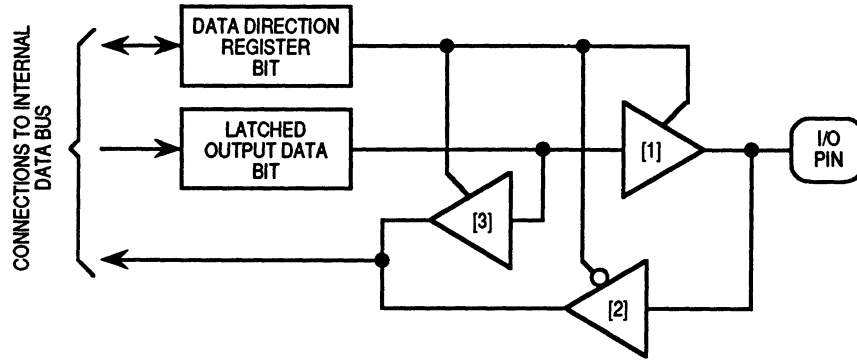 CONNECTIONS TO INTERNAL
DATA BUS
DATA DIRECTION
REGISTER
BIT
LATCHED
OUTPUT DATA
BIT
[1]
I/O
PIN
[3]
[2]